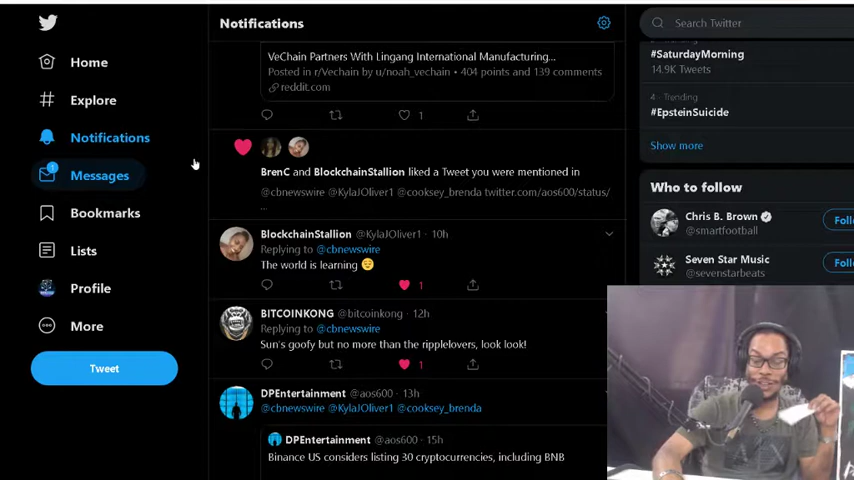 Notifications
Search Twitter
VeChain Partners With Lingang International Manufacturing...
Posted in r/Vechain by u/noah_vechain • 404 points and 139 comments
reddit.com
1
BrenC and BlockchainStallion liked a Tweet you were mentioned in
@cbnewswire @KylaJOliver1 @cooksey_brenda twitter.com/aos600/status/
...
BlockchainStallion @KylaJOliver1 · 10h
Replying to @cbnewswire
The world is learning 😌
1
BITCOINKONG @bitcoinkong · 12h
Replying to @cbnewswire
Sun's goofy but no more than the ripplelovers, look look!
1
DPEntertainment @aos600 · 13h
@cbnewswire @KylaJOliver1 @cooksey_brenda
DPEntertainment @aos600 · 15h
Binance US considers listing 30 cryptocurrencies, including BNB
Home
Explore
Notifications
1
Messages
Bookmarks
Lists
Profile
More
Tweet
#SaturdayMorning
14.9K Tweets
4 · Trending
#EpsteinSuicide
Show more
Who to follow
Chris B. Brown
@smartfootball
Foll
Seven Star Music
@sevenstarbeats
Foll